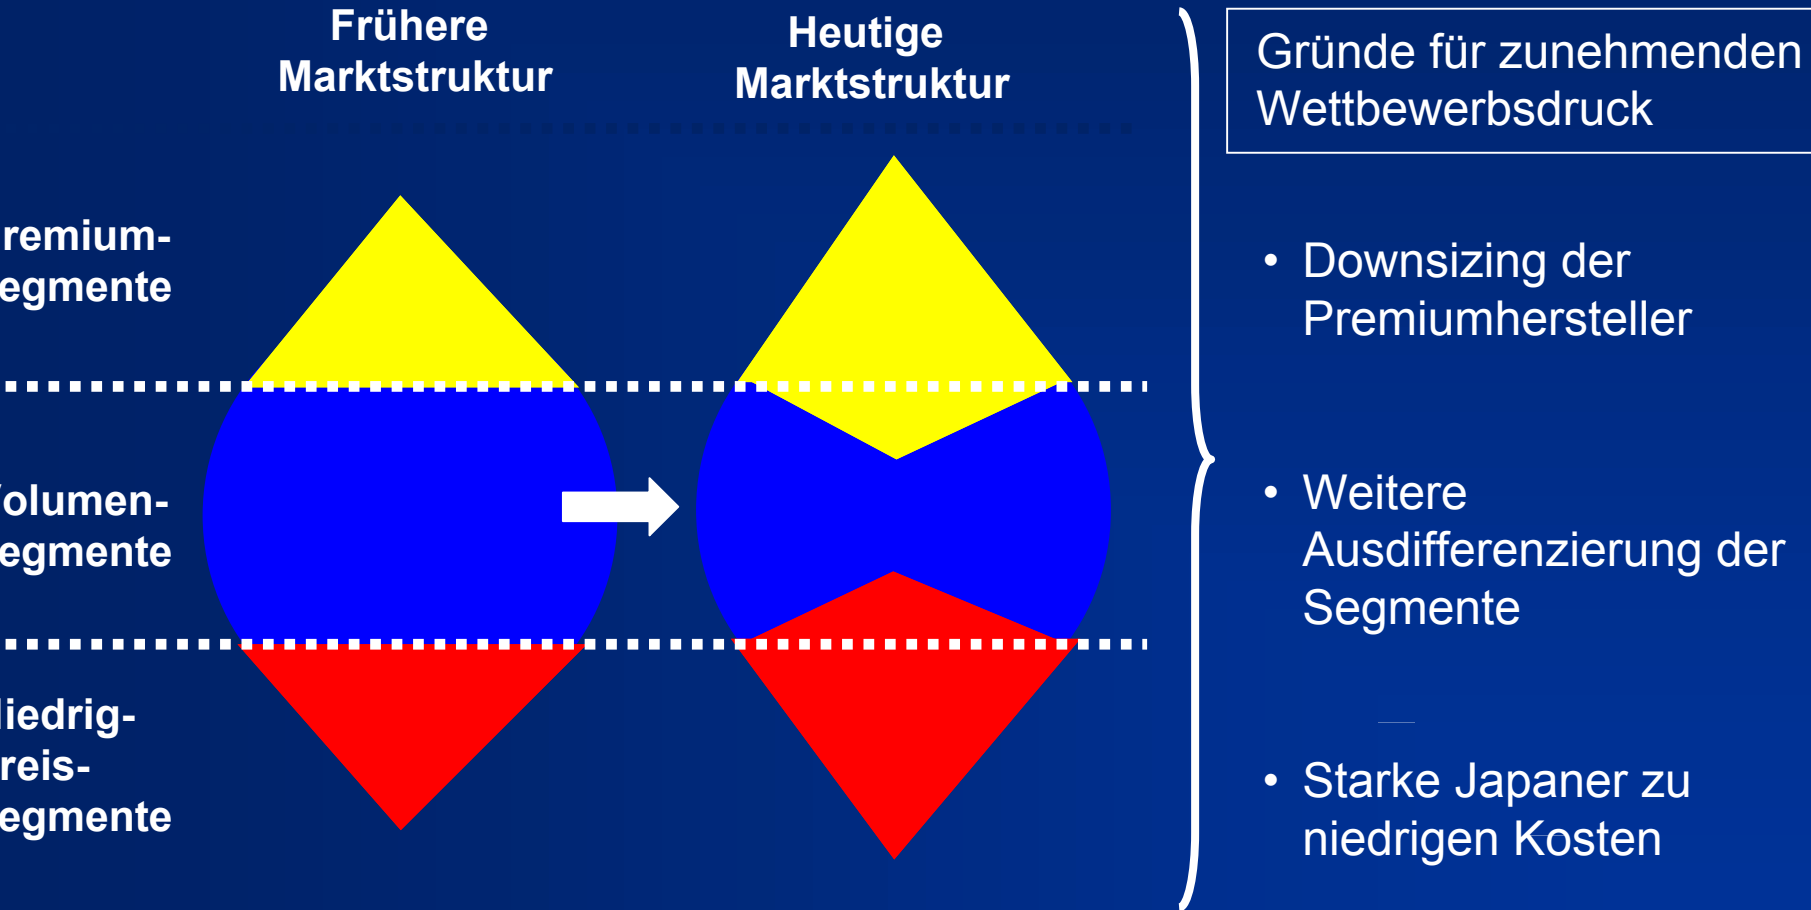 Frühere
Marktstruktur
Heutige
Marktstruktur
remium-
egmente
olumen-
egmente
iedrig-
reis-
egmente
Gründe für zunehmenden
Wettbewerbsdruck
• Downsizing der
Premiumhersteller
• Weitere
Ausdifferenzierung der
Segmente
• Starke Japaner zu
niedrigen Kosten